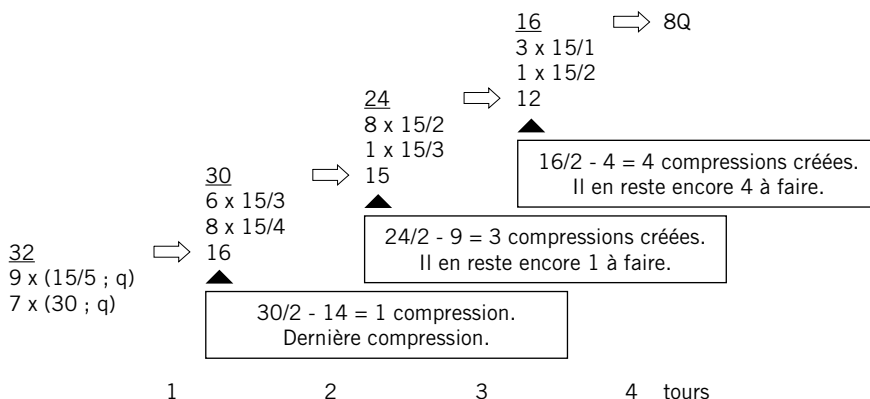 16
8Q
3 x 15/1
1 x 15/2
12
24
8 x 15/2
1 x 15/3
15
16/2 - 4 = 4 compressions créées.
Il en reste encore 4 à faire.
30
6 x 15/3
8 x 15/4
16
24/2 - 9 = 3 compressions créées.
Il en reste encore 1 à faire.
32
9 x (15/5 ; q)
7 x (30 ; q)
30/2 - 14 = 1 compression.
Dernière compression.
1 2 3 4 tours